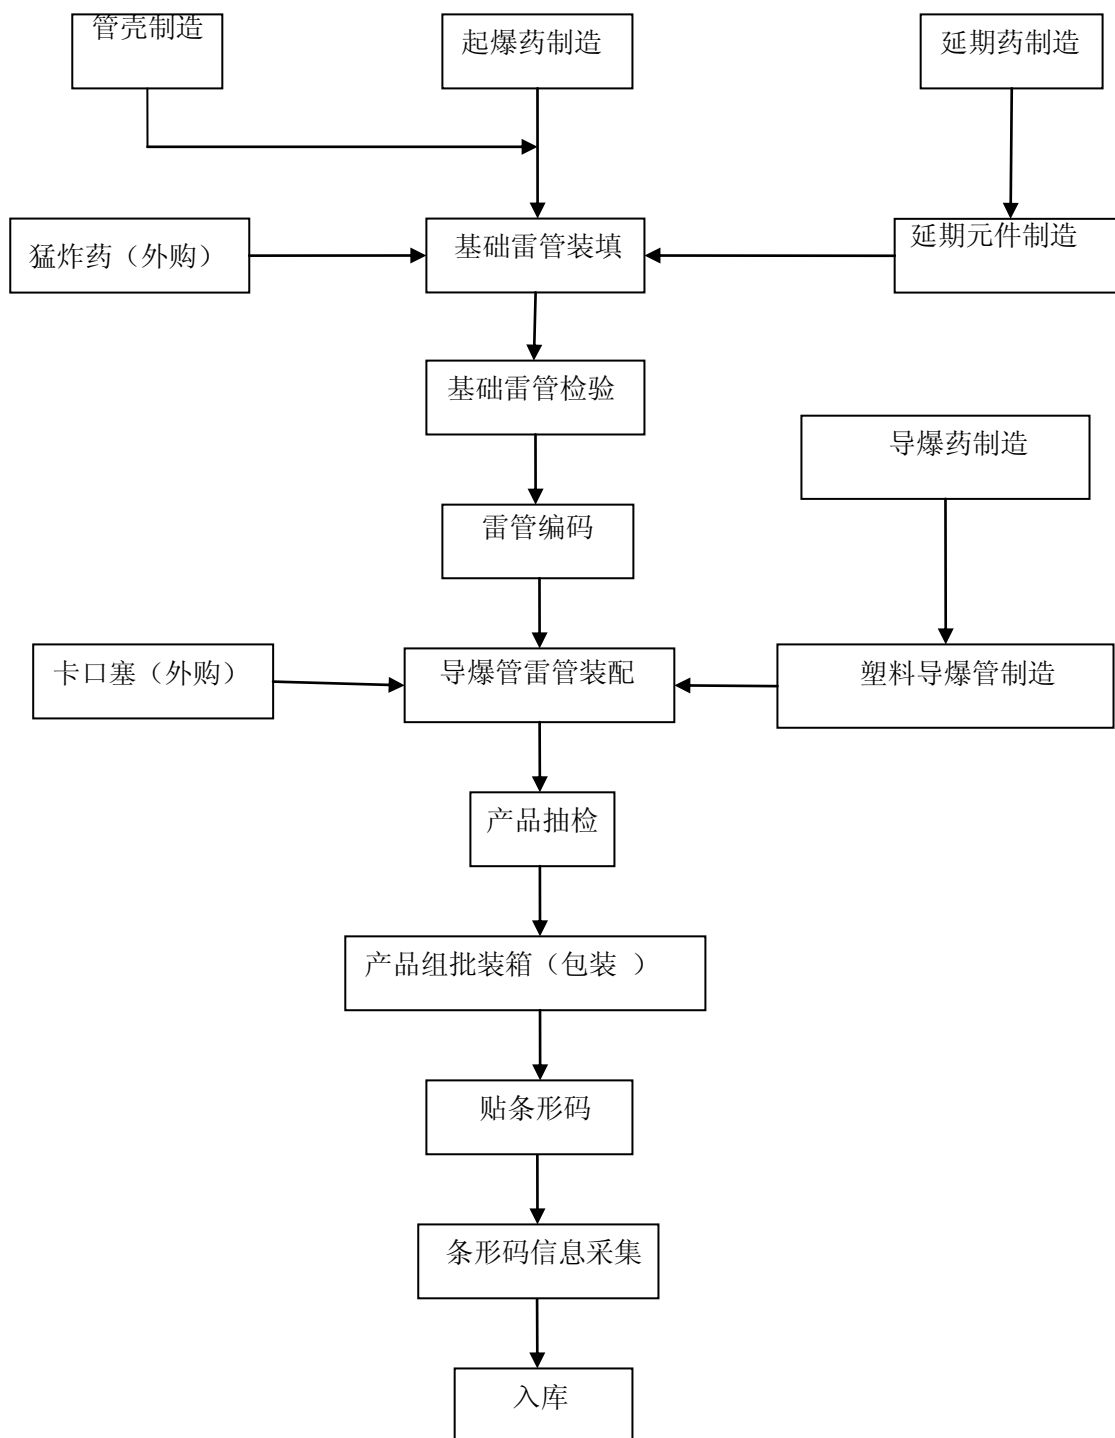 管壳制造
起爆药制造
延期药制造
猛炸药（外购）
基础雷管装填
延期元件制造
基础雷管检验
导爆药制造
雷管编码
卡口塞（外购）
导爆管雷管装配
塑料导爆管制造
产品抽检
产品组批装箱（包装 ）
贴条形码
条形码信息采集
入库